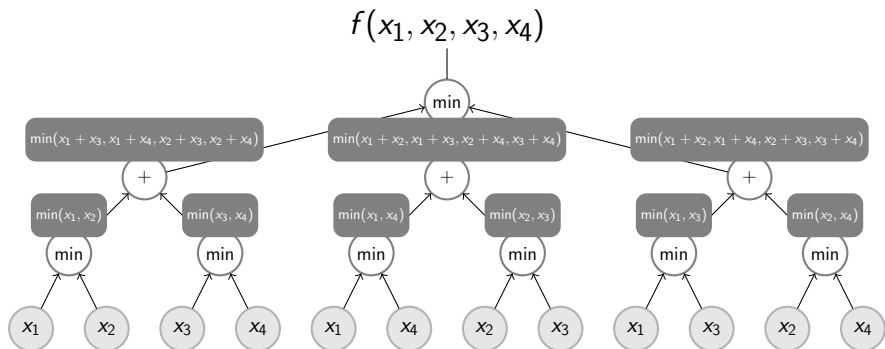 f(x₁, x₂, x₃, x₄)
min
min(x₁ + x₃, x₁ + x₄, x₂ + x₃, x₂ + x₄) min(x₁ + x₂, x₁ + x₃, x₂ + x₄, x₃ + x₄) min(x₁ + x₂, x₁ + x₄, x₂ + x₃, x₃ + x₄)
+ + +
min(x₁, x₂) min(x₃, x₄) min(x₁, x₄) min(x₂, x₃) min(x₁, x₃) min(x₂, x₄)
min min min min min min
x₁ x₂ x₃ x₄ x₁ x₄ x₂ x₃ x₁ x₃ x₂ x₄